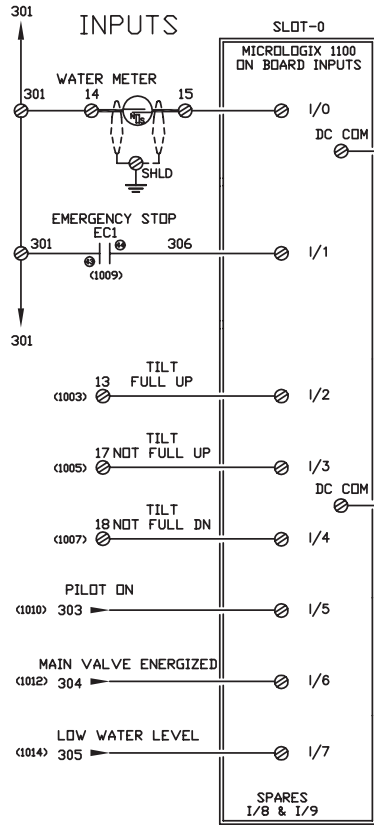 301
INPUTS
SLOT-0
MICROLOGIX 1100
ON BOARD INPUTS
WATER METER
301
14
15
I/0
DC COM
SHLD
EMERGENCY STOP
EC1
301
44
306
I/1
43
(1009)
301
TILT
13
FULL UP
(1003)
I/2
TILT
17 NOT FULL UP
(1005)
I/3
DC COM
TILT
18 NOT FULL DN
(1007)
I/4
PILOT ON
(1010) 303
I/5
MAIN VALVE ENERGIZED
(1012) 304
I/6
LOW WATER LEVEL
(1014) 305
I/7
SPARES
I/8 & I/9